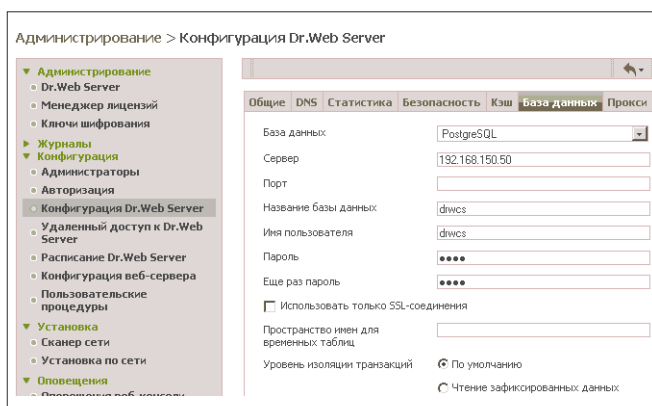 Администрирование > Конфигурация Dr.Web Server
Администрирование
Dr.Web Server
Менеджер лицензий
Ключи шифрования
Журналы
Конфигурация
Администраторы
Авторизация
Конфигурация Dr.Web Server
Удаленный доступ к Dr.Web
Server
Расписание Dr.Web Server
Конфигурация веб-сервера
Пользовательские
процедуры
Установка
Сканер сети
Установка по сети
Оповещения
Оповещения веб-консоли
Общие DNS Статистика Безопасность Кэш База данных Прокси
База данных PostgreSQL
Сервер 192.168.150.50
Порт
Название базы данных drwcs
Имя пользователя drwcs
Пароль ●●●●
Еще раз пароль ●●●●
Использовать только SSL-соединения
Пространство имен для
временных таблиц
Уровень изоляции транзакций По умолчанию
Чтение зафиксированных данных